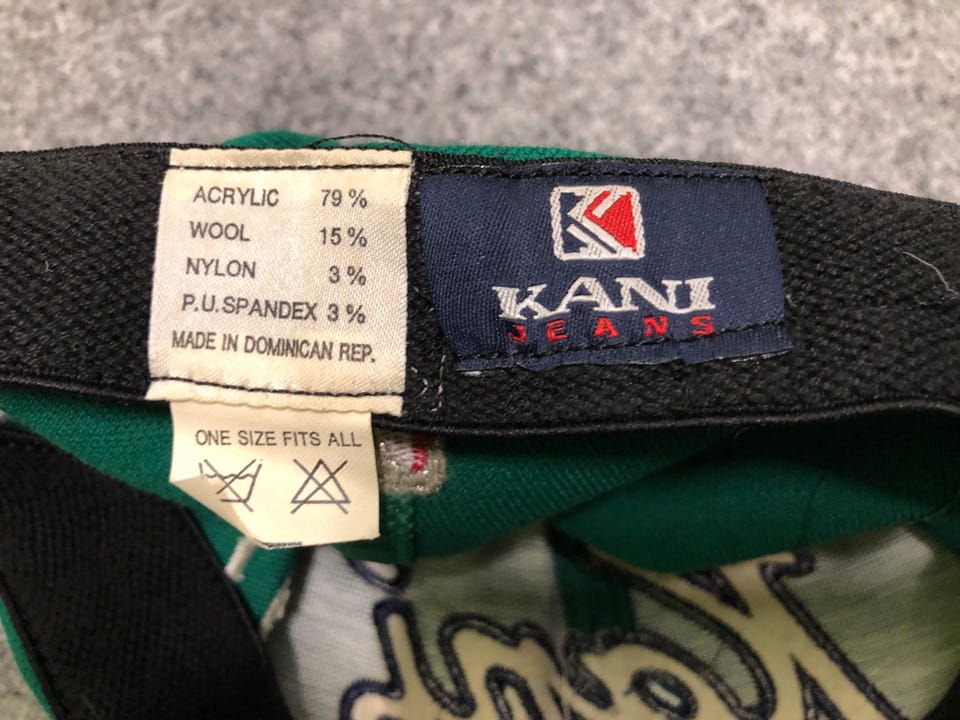 ACRYLIC 79%
WOOL 15%
NYLON 3%
P.U.SPANDEX 3%
MADE IN DOMINICAN REP.
ONE SIZE FITS ALL
KANI
JEANS